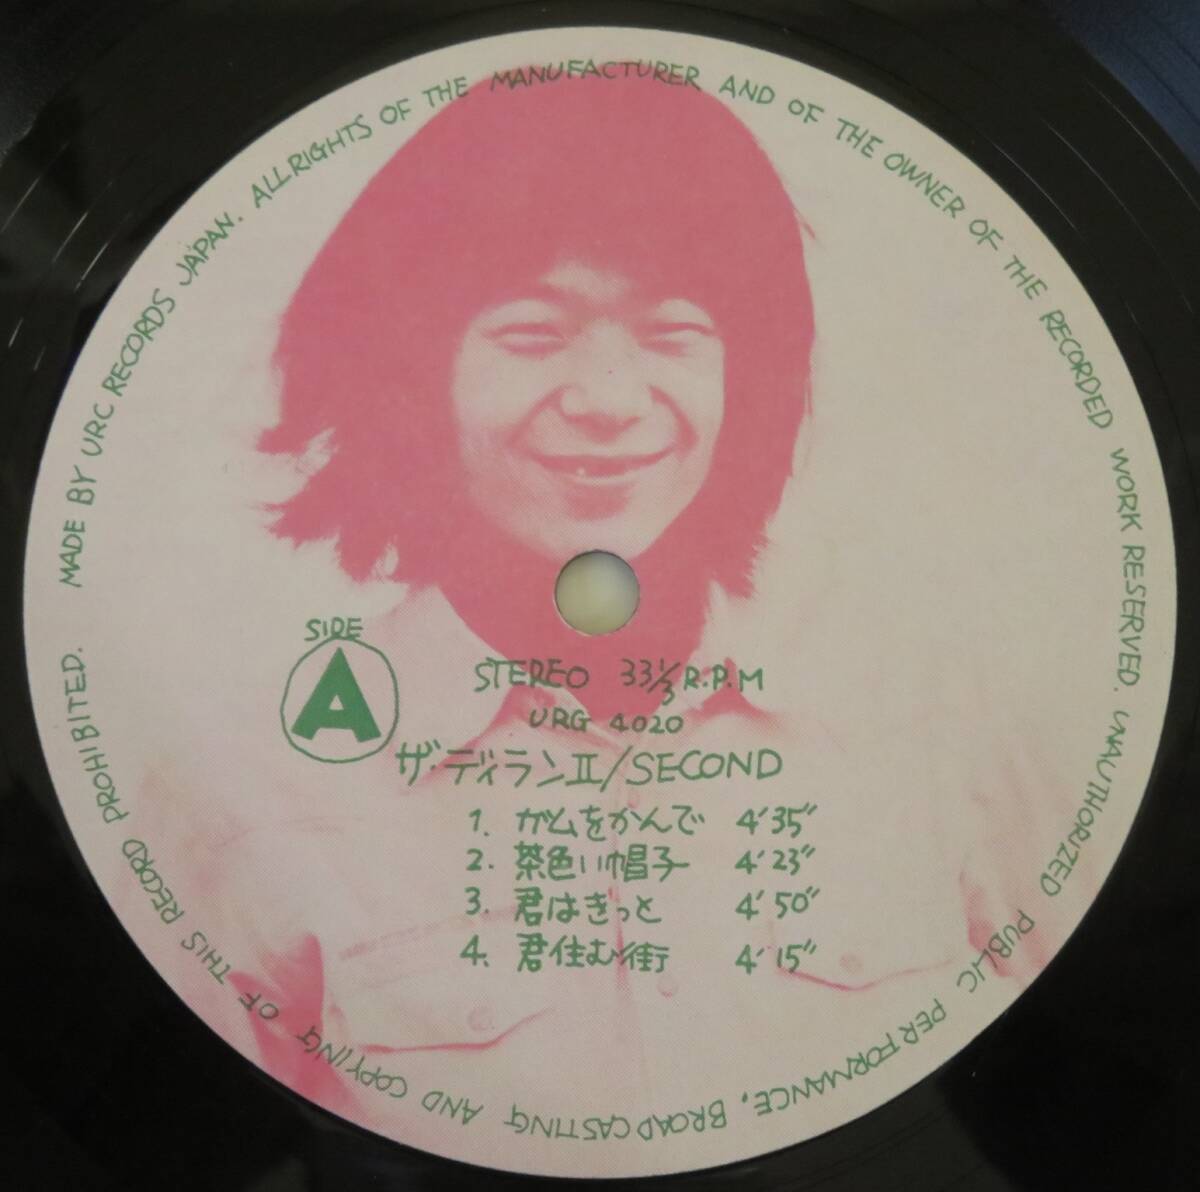 MADE BY URC RECORDS JAPAN. ALL RIGHTS OF THE MANUFACTURER AND OF THE OWNER OF THE RECORDED WORK RESERVED. UNAUTHORIZED PUBLIC PERFORMANCE. BROADCASTING AND COPYING OF THIS RECORD PROHIBITED.
SIDE
A
STEREO 33⅓ R.P.M
URG 4020
ザ・ディランⅡ/SECOND
1. ガムをかんで 4'35"
2. 茶色い帽子 4'23"
3. 君はきっと 4'50"
4. 君住む街 4'15"